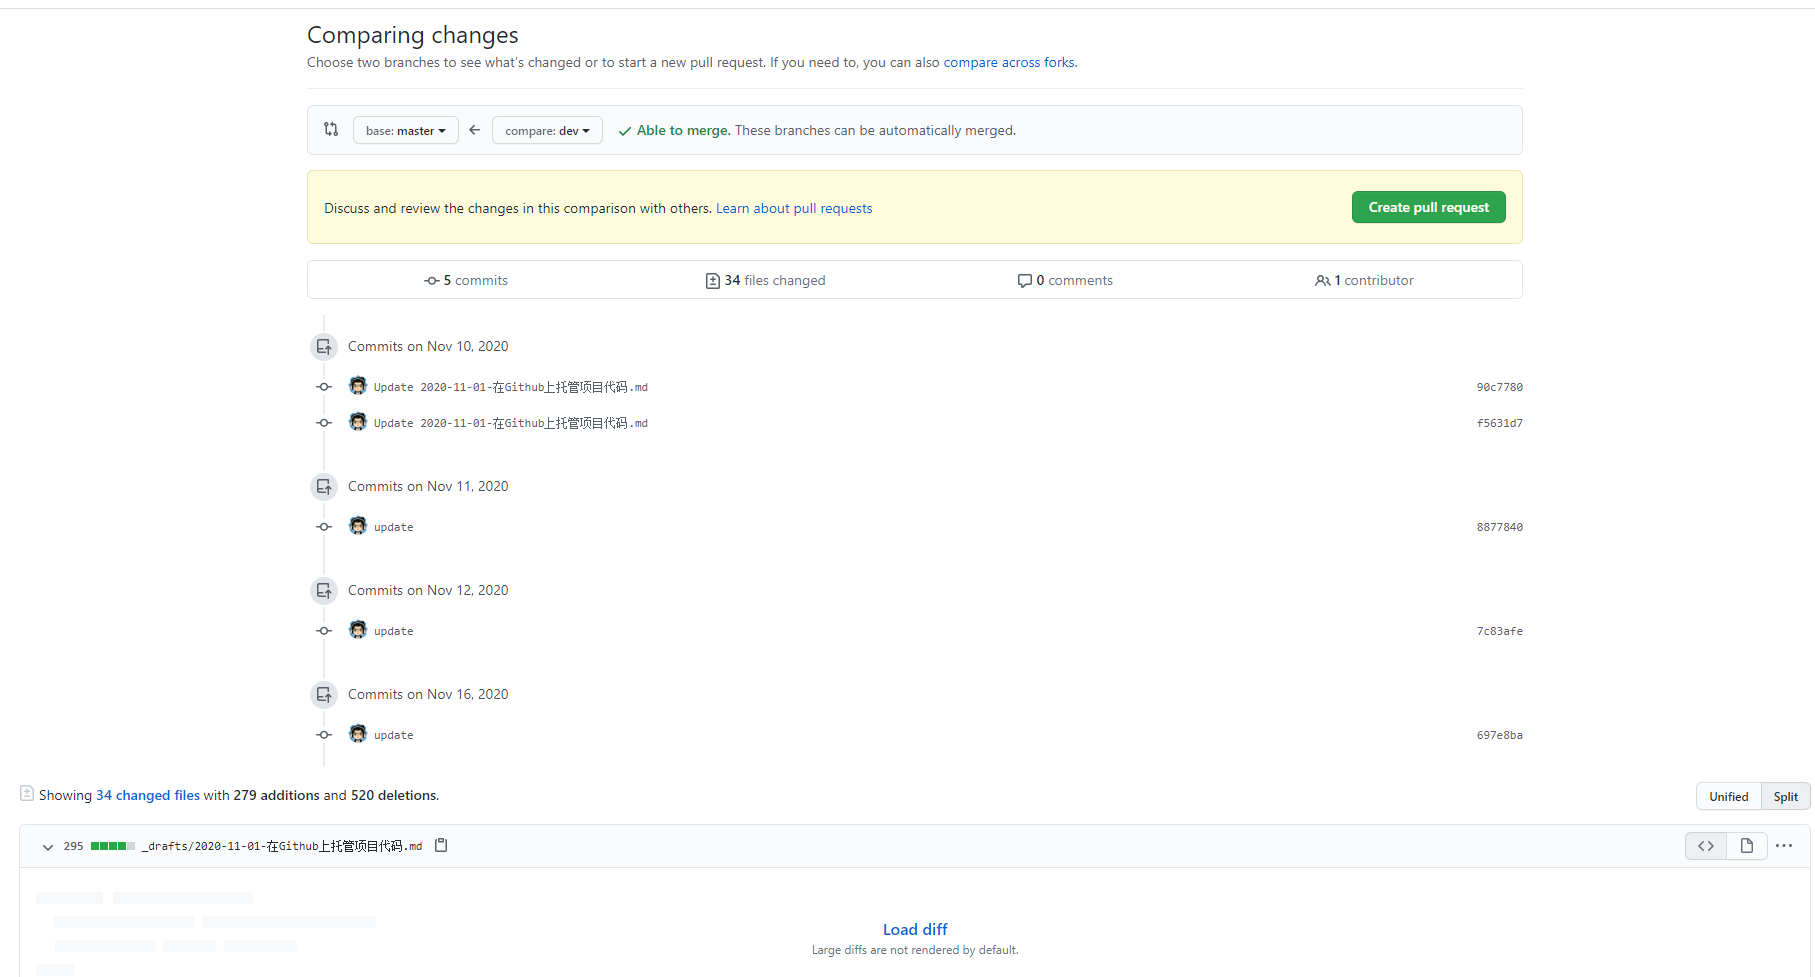 Comparing changes
Choose two branches to see what's changed or to start a new pull request. If you need to, you can also compare across forks.
base: master compare: dev Able to merge. These branches can be automatically merged.
Discuss and review the changes in this comparison with others. Learn about pull requests Create pull request
5 commits 34 files changed 0 comments 1 contributor
Commits on Nov 10, 2020
Update 2020-11-01-在Github上托管项目代码.md 90c7780
Update 2020-11-01-在Github上托管项目代码.md f5631d7
Commits on Nov 11, 2020
update 8877840
Commits on Nov 12, 2020
update 7c83afe
Commits on Nov 16, 2020
update 697e8ba
Showing 34 changed files with 279 additions and 520 deletions. Unified Split
295 _drafts/2020-11-01-在Github上托管项目代码.md
Load diff
Large diffs are not rendered by default.